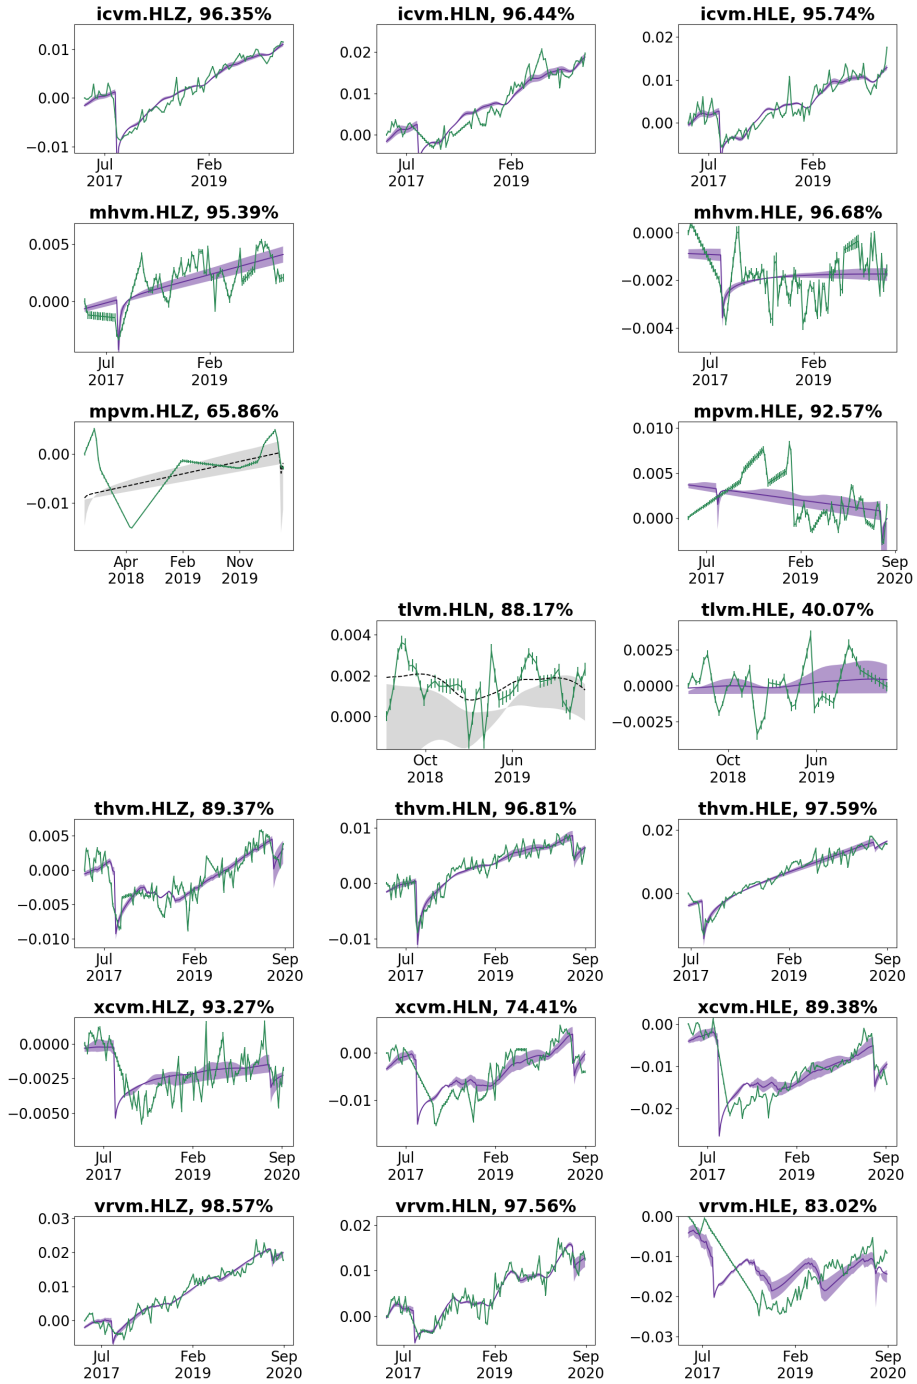 icvm.HLZ, 96.35%
0.01
0.00
−0.01
Jul
2017
Feb
2019
icvm.HLN, 96.44%
0.02
0.01
0.00
Jul
2017
Feb
2019
icvm.HLE, 95.74%
0.02
0.01
0.00
Jul
2017
Feb
2019
mhvm.HLZ, 95.39%
0.005
0.000
Jul
2017
Feb
2019
mhvm.HLE, 96.68%
0.000
−0.002
−0.004
Jul
2017
Feb
2019
mpvm.HLZ, 65.86%
0.00
−0.01
Apr
2018
Feb
2019
Nov
2019
mpvm.HLE, 92.57%
0.010
0.005
0.000
Jul
2017
Feb
2019
Sep
2020
tlvm.HLN, 88.17%
0.004
0.002
0.000
Oct
2018
Jun
2019
tlvm.HLE, 40.07%
0.0025
0.0000
−0.0025
Oct
2018
Jun
2019
thvm.HLZ, 89.37%
0.005
0.000
−0.005
−0.010
Jul
2017
Feb
2019
Sep
2020
thvm.HLN, 96.81%
0.01
0.00
−0.01
Jul
2017
Feb
2019
Sep
2020
thvm.HLE, 97.59%
0.02
0.00
Jul
2017
Feb
2019
Sep
2020
xcvm.HLZ, 93.27%
0.0000
−0.0025
−0.0050
Jul
2017
Feb
2019
Sep
2020
xcvm.HLN, 74.41%
0.00
−0.01
Jul
2017
Feb
2019
Sep
2020
xcvm.HLE, 89.38%
0.00
−0.01
−0.02
Jul
2017
Feb
2019
Sep
2020
vrvm.HLZ, 98.57%
0.03
0.02
0.01
0.00
Jul
2017
Feb
2019
Sep
2020
vrvm.HLN, 97.56%
0.02
0.01
0.00
Jul
2017
Feb
2019
Sep
2020
vrvm.HLE, 83.02%
0.00
−0.01
−0.02
−0.03
Jul
2017
Feb
2019
Sep
2020